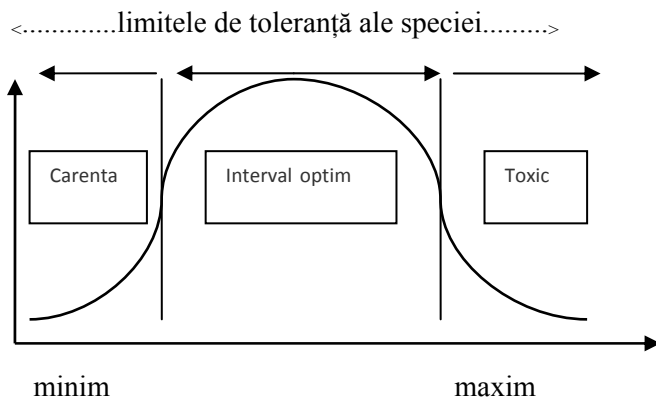 <.............limitele de toleranță ale speciei.........>
Carenta
Interval optim
Toxic
minim
maxim